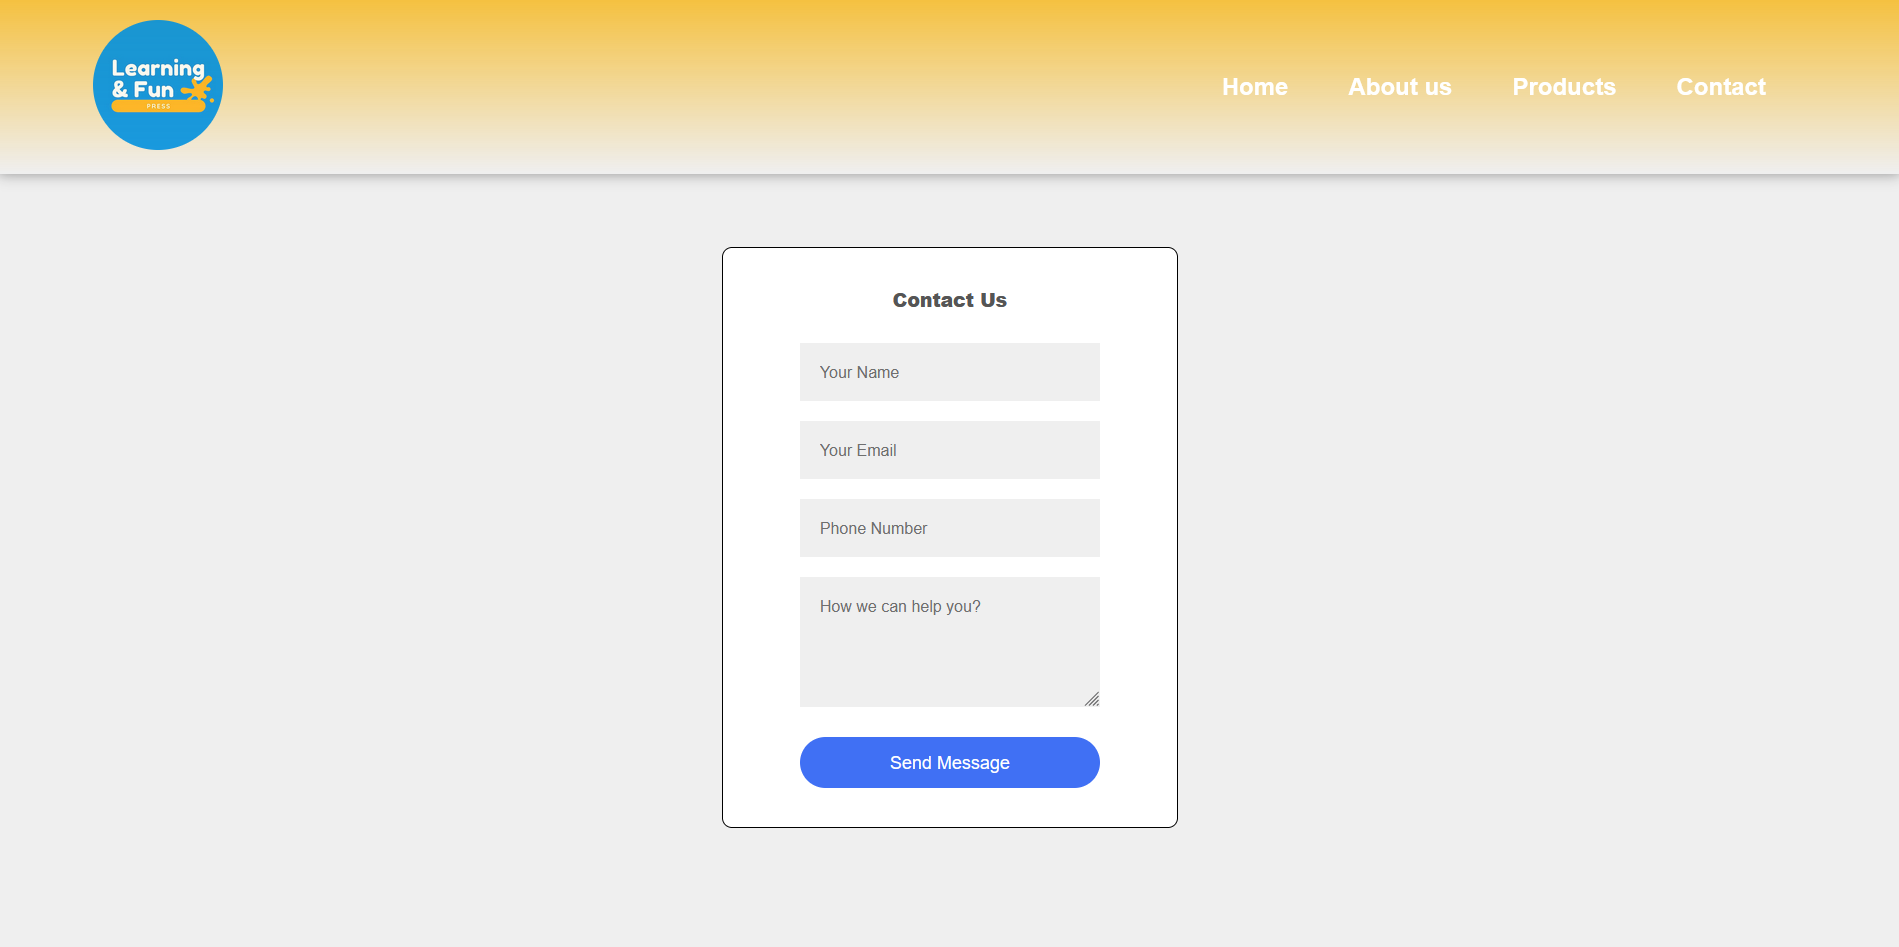 Learning
& Fun
PRESS
Home
About us
Products
Contact
Contact Us
Your Name
Your Email
Phone Number
How we can help you?
Send Message